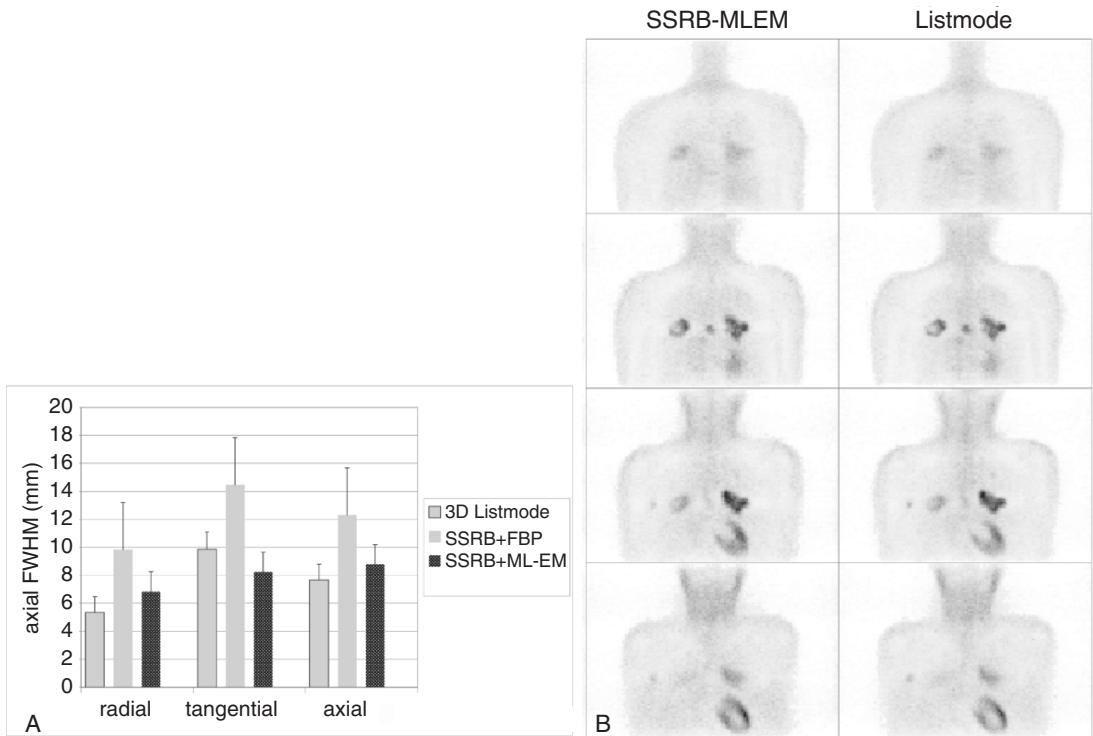 SSRB-MLEM
Listmode
20
18
16
14
12
10
8
6
4
2
0
axial FWHM (mm)
radial
tangential
axial
3D Listmode
SSRB+FBP
SSRB+ML-EM
A
B